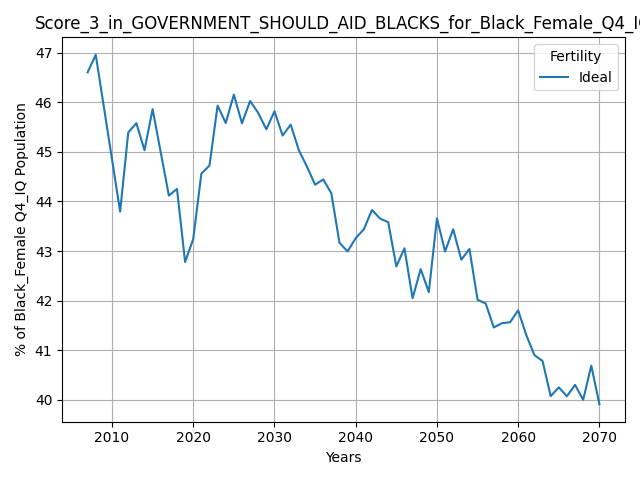 Score_3_in_GOVERNMENT_SHOULD_AID_BLACKS_for_Black_Female_Q4_IQ
47
46
45
44
43
42
41
40
% of Black_Female Q4_IQ Population
Fertility
Ideal
2010 2020 2030 2040 2050 2060 2070
Years